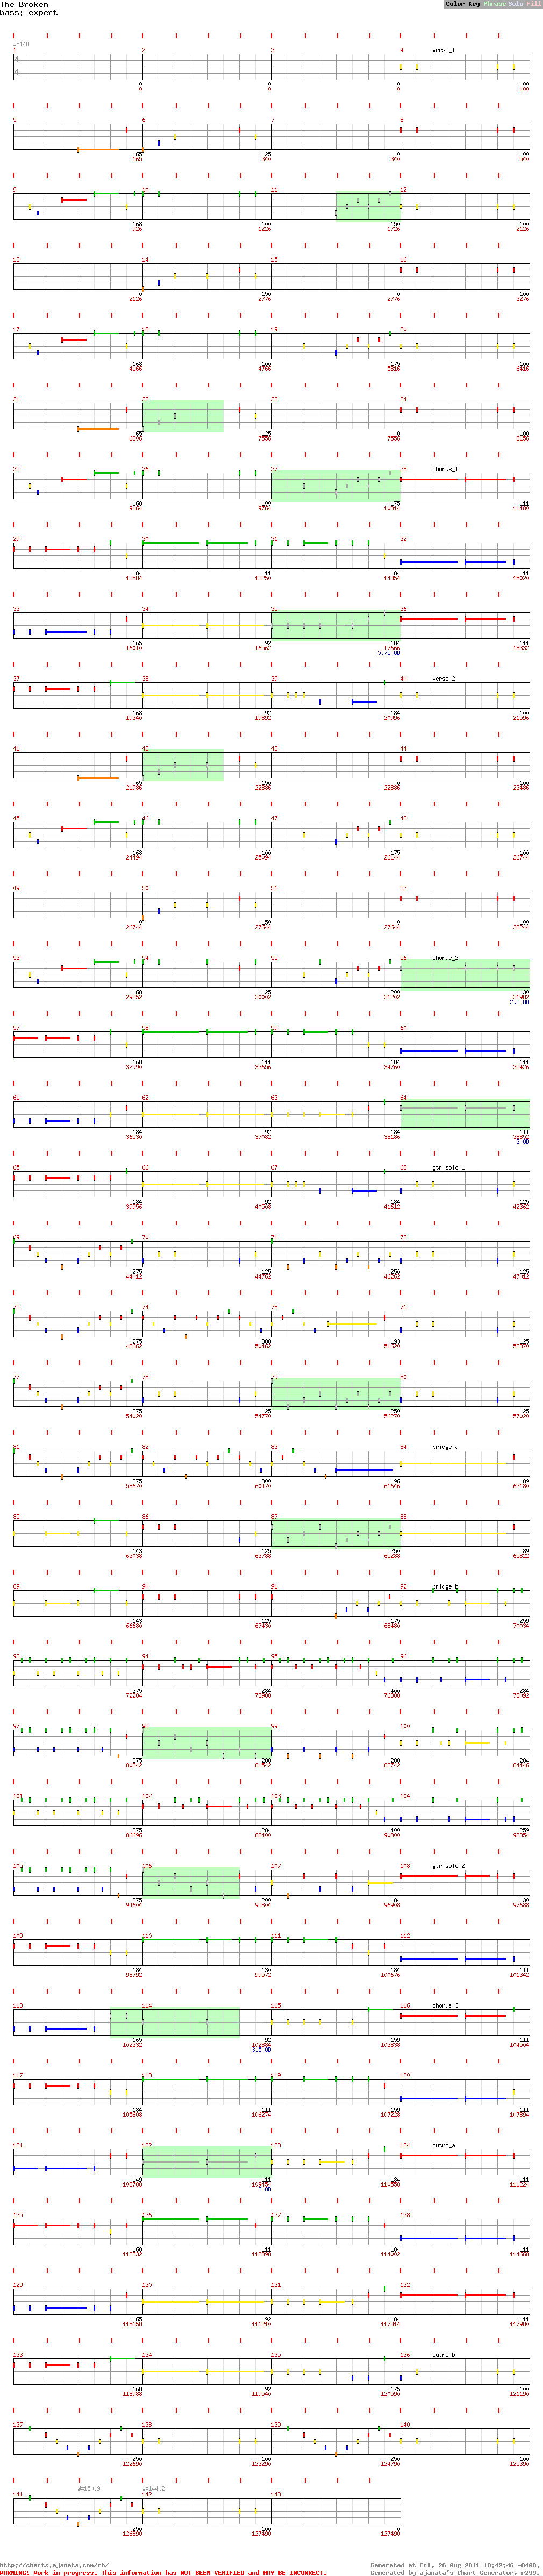 The Broken
bass: expert
Color Key Phrase Solo Fill
♩=148
1 2 3 4 verse_1
0 0 0 100
0 0 0 100
5 6 7 8
65 125 0 100
165 340 340 540
9 10 11 12
168 100 150 100
926 1226 1726 2126
13 14 15 16
0 150 0 100
2126 2776 2776 3276
17 18 19 20
168 100 175 100
4166 4766 5816 6416
21 22 23 24
65 125 0 100
6806 7556 7556 8156
25 26 27 28 chorus_1
168 100 175 111
9164 9764 10814 11480
29 30 31 32
184 111 184 111
12584 13250 14354 15020
33 34 35 36
165 92 184 111
16010 16562 17666 18332
0.75 OD
37 38 39 40 verse_2
168 92 184 100
19340 19892 20996 21596
41 42 43 44
65 150 0 100
21986 22886 22886 23486
45 46 47 48
168 100 175 100
24494 25094 26144 26744
49 50 51 52
0 150 0 100
26744 27644 27644 28244
53 54 55 56 chorus_2
168 125 200 130
29252 30002 31202 31982
2.5 OD
57 58 59 60
168 111 184 111
32990 33656 34760 35426
61 62 63 64
184 92 184 111
36530 37082 38186 38852
3 OD
65 66 67 68 gtr_solo_1
184 92 184 125
39956 40508 41612 42362
69 70 71 72
275 125 250 125
44012 44762 46262 47012
73 74 75 76
275 300 193 125
48662 50462 51620 52370
77 78 79 80
275 125 250 125
54020 54770 56270 57020
81 82 83 84 bridge_a
275 300 196 89
58670 60470 61646 62180
85 86 87 88
143 125 250 89
63038 63788 65288 65822
89 90 91 92 bridge_b
143 125 175 259
66680 67430 68480 70034
93 94 95 96
375 284 400 284
72284 73988 76388 78092
97 98 99 100
375 200 200 284
80342 81542 82742 84446
101 102 103 104
375 284 400 259
86696 88400 90800 92354
105 106 107 108 gtr_solo_2
375 200 184 130
94604 95804 96908 97688
109 110 111 112
184 130 184 111
98792 99572 100676 101342
113 114 115 116 chorus_3
165 92 159 111
102332 102884 103838 104504
3.5 OD
117 118 119 120
184 111 159 111
105608 106274 107228 107894
121 122 123 124 outro_a
149 111 184 111
108788 109454 110558 111224
3 OD
125 126 127 128
168 111 184 111
112232 112898 114002 114668
129 130 131 132
165 92 184 111
115658 116210 117314 117980
133 134 135 136 outro_b
168 92 175 100
118988 119540 120590 121190
137 138 139 140
250 100 250 100
122690 123290 124790 125390
♩=150.9 ♩=144.2
141 142 143
250 100 0
126890 127490 127490
http://charts.ajanata.com/rb/
Generated at Fri, 26 Aug 2011 18:42:46 -0400.
WARNING: Work in progress. This information has NOT BEEN VERIFIED and MAY BE INCORRECT.
Generated by ajanata's Chart Generator, r299.